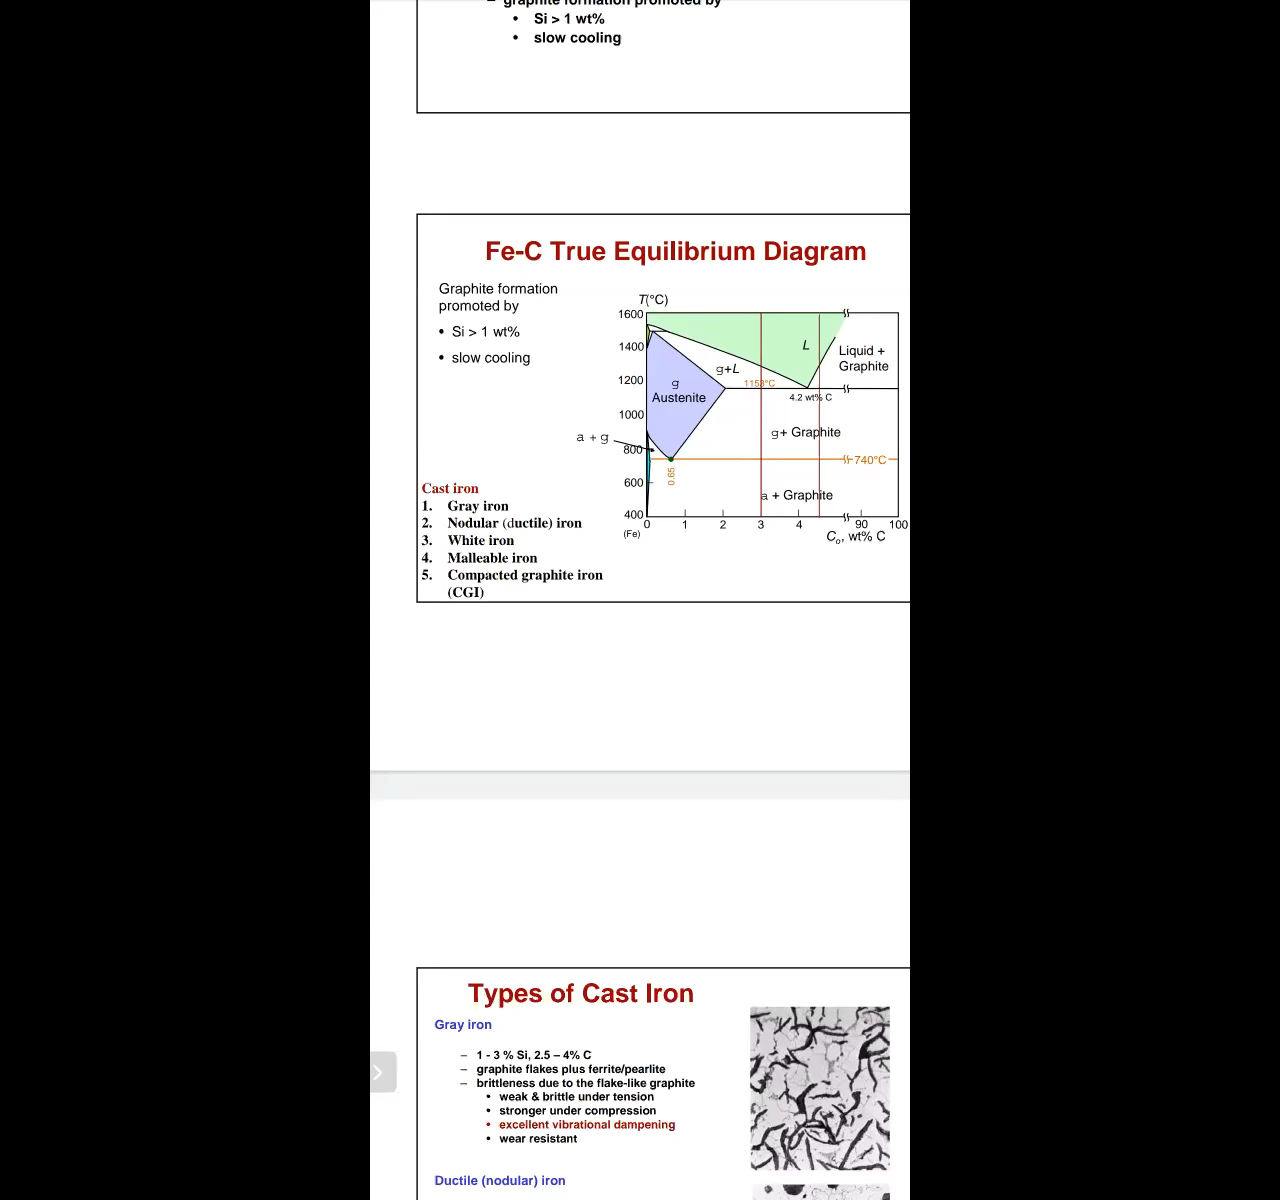 – graphite formation promoted by
• Si > 1 wt%
• slow cooling
Fe-C True Equilibrium Diagram
Graphite formation
promoted by
• Si > 1 wt%
• slow cooling
T(°C)
1600
1400
1200
1000
800
600
400
L
Liquid +
Graphite
g+L
1153°C
g
Austenite
4.2 wt% C
g+ Graphite
a + g
740°C
0.65
a + Graphite
0
1
2
3
4
90
100
(Fe)
Co, wt% C
Cast iron
1. Gray iron
2. Nodular (ductile) iron
3. White iron
4. Malleable iron
5. Compacted graphite iron
(CGI)
Types of Cast Iron
Gray iron
– 1 - 3 % Si, 2.5 – 4% C
– graphite flakes plus ferrite/pearlite
– brittleness due to the flake-like graphite
• weak & brittle under tension
• stronger under compression
• excellent vibrational dampening
• wear resistant
Ductile (nodular) iron